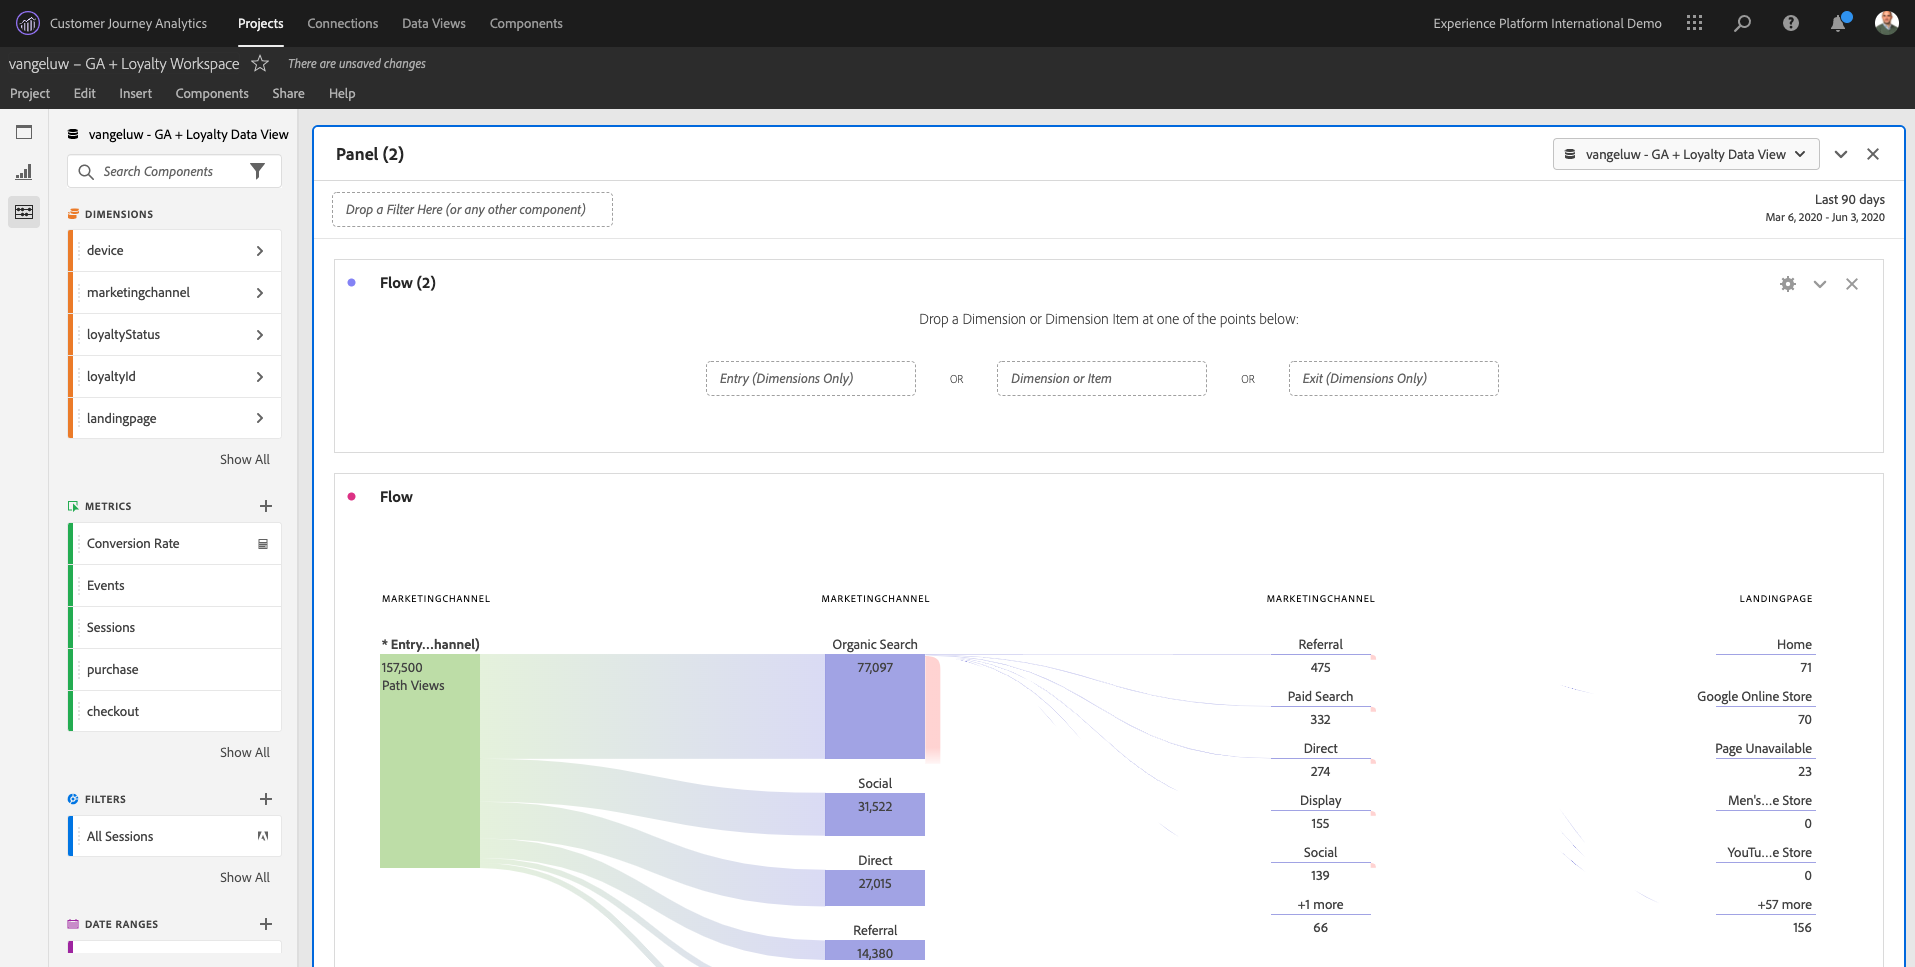 Customer Journey Analytics
Projects
Connections
Data Views
Components
Experience Platform International Demo
vangeluw – GA + Loyalty Workspace
There are unsaved changes
Project
Edit
Insert
Components
Share
Help
vangeluw - GA + Loyalty Data View
Search Components
DIMENSIONS
device
marketingchannel
loyaltyStatus
loyaltyId
landingpage
Show All
METRICS
Conversion Rate
Events
Sessions
purchase
checkout
Show All
FILTERS
All Sessions
Show All
DATE RANGES
Panel (2)
vangeluw - GA + Loyalty Data View
Drop a Filter Here (or any other component)
Last 90 days
Mar 6, 2020 - Jun 3, 2020
Flow (2)
Drop a Dimension or Dimension Item at one of the points below:
Entry (Dimensions Only)
OR
Dimension or Item
OR
Exit (Dimensions Only)
Flow
MARKETINGCHANNEL
* Entry...hannel)
157,500
Path Views
MARKETINGCHANNEL
Organic Search
77,097
Social
31,522
Direct
27,015
Referral
14,380
MARKETINGCHANNEL
Referral
475
Paid Search
332
Direct
274
Display
155
Social
139
+1 more
66
LANDINGPAGE
Home
71
Google Online Store
70
Page Unavailable
23
Men's...e Store
0
YouTu...e Store
0
+57 more
156